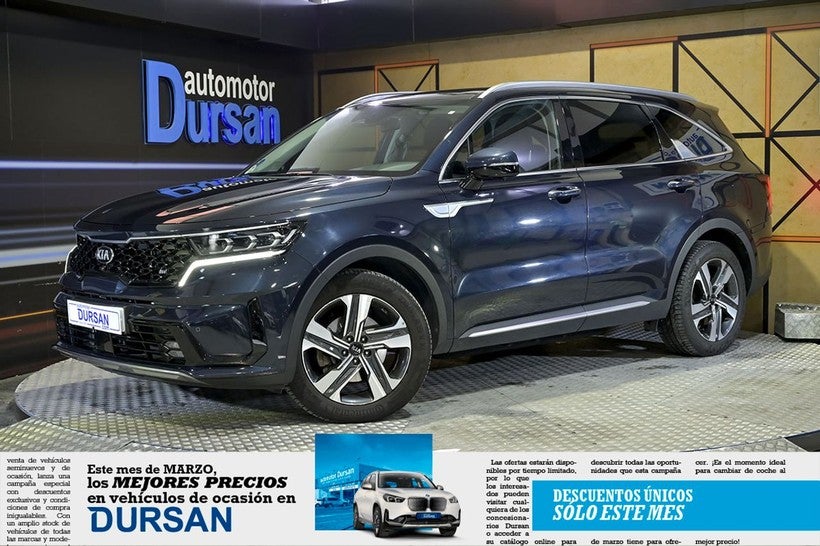 automotor
Dursan
KIA
DURSAN
.com
venta de vehículos
seminuevos y de
ocasión, lanza una
campaña especial
con descuentos
exclusivos y condi-
ciones de compra
inigualables. Con
un amplio stock de
vehículos de todas
las marcas y mode-
Este mes de MARZO,
los MEJORES PRECIOS
en vehículos de ocasión en
DURSAN
automotor Dursan
Las ofertas estarán dispo-
nibles por tiempo limitado,
por lo que
los interesa-
dos pueden
visitar cual-
quiera de los
concesiona-
rios Dursan
o acceder a
su catálogo online para
descubrir todas las oportu-
nidades que esta campaña
de marzo tiene para ofre-
cer. ¡Es el momento ideal
para cambiar de coche al
mejor precio!
DESCUENTOS ÚNICOS
SÓLO ESTE MES